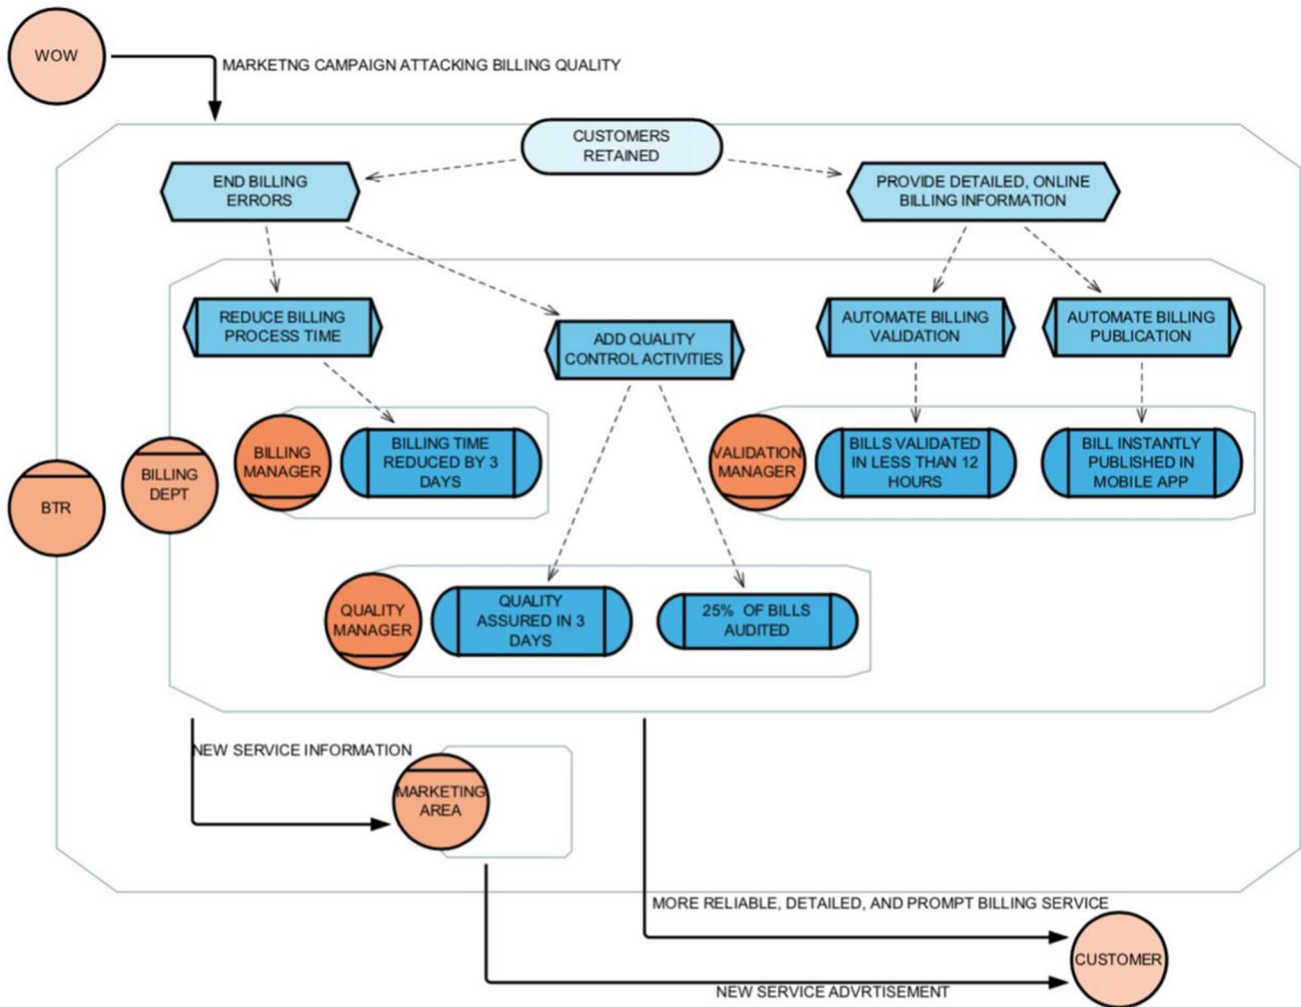 WOW
MARKETNG CAMPAIGN ATTACKING BILLING QUALITY
CUSTOMERS
RETAINED
END BILLING
ERRORS
PROVIDE DETAILED, ONLINE
BILLING INFORMATION
REDUCE BILLING
PROCESS TIME
ADD QUALITY
CONTROL ACTIVITIES
AUTOMATE BILLING
VALIDATION
AUTOMATE BILLING
PUBLICATION
BTR
BILLING
DEPT
BILLING
MANAGER
BILLING TIME
REDUCED BY 3
DAYS
VALIDATION
MANAGER
BILLS VALIDATED
IN LESS THAN 12
HOURS
BILL INSTANTLY
PUBLISHED IN
MOBILE APP
QUALITY
MANAGER
QUALITY
ASSURED IN 3
DAYS
25% OF BILLS
AUDITED
NEW SERVICE INFORMATION
MARKETING
AREA
MORE RELIABLE, DETAILED, AND PROMPT BILLING SERVICE
CUSTOMER
NEW SERVICE ADVRTISEMENT